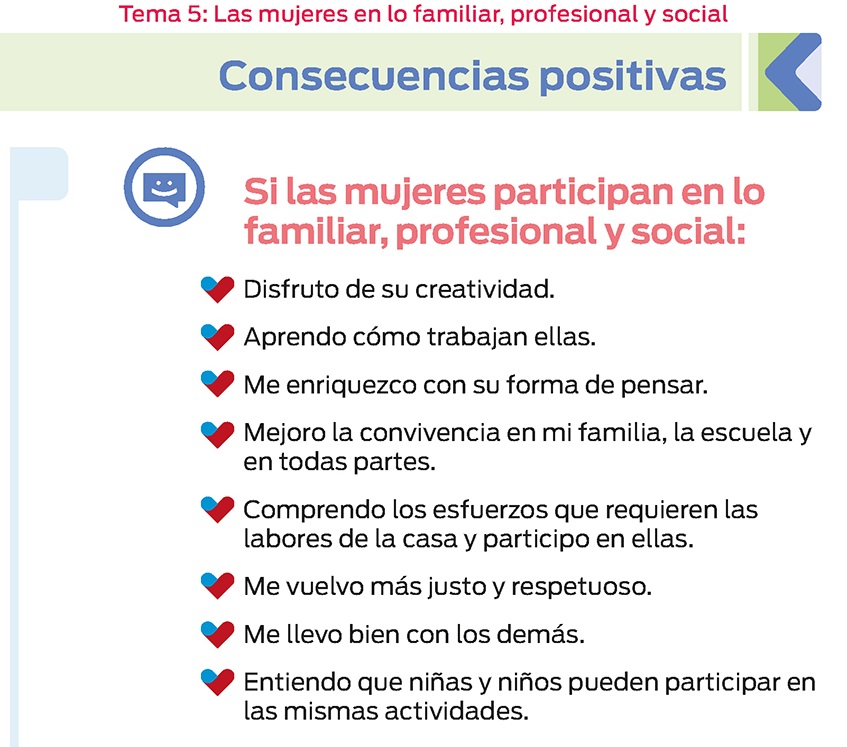 Tema 5: Las mujeres en lo familiar, profesional y social
Consecuencias positivas
Si las mujeres participan en lo
familiar, profesional y social:
Disfruto de su creatividad.
Aprendo cómo trabajan ellas.
Me enriquezco con su forma de pensar.
Mejoro la convivencia en mi familia, la escuela y
en todas partes.
Comprendo los esfuerzos que requieren las
labores de la casa y participo en ellas.
Me vuelvo más justo y respetuoso.
Me llevo bien con los demás.
Entiendo que niñas y niños pueden participar en
las mismas actividades.